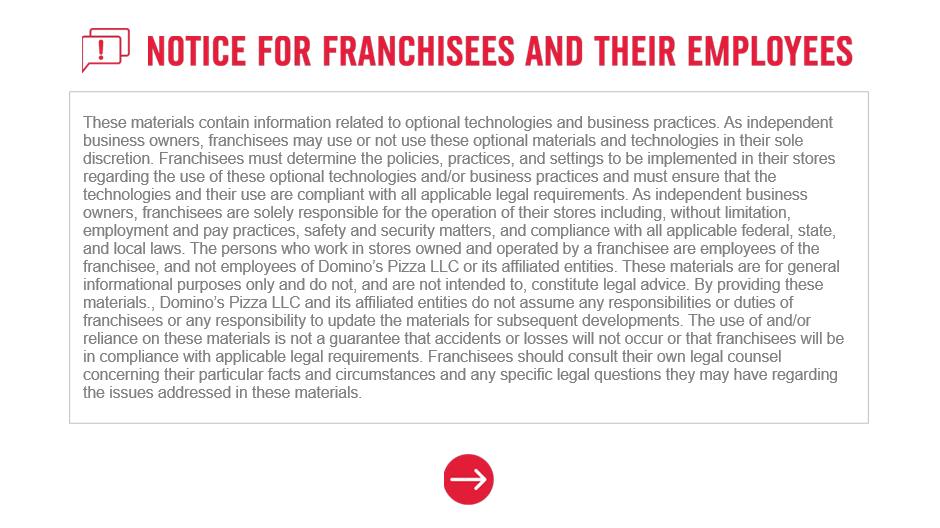 NOTICE FOR FRANCHISEES AND THEIR EMPLOYEES
These materials contain information related to optional technologies and business practices. As independent
business owners, franchisees may use or not use these optional materials and technologies in their sole
discretion. Franchisees must determine the policies, practices, and settings to be implemented in their stores
regarding the use of these optional technologies and/or business practices and must ensure that the
technologies and their use are compliant with all applicable legal requirements. As independent business
owners, franchisees are solely responsible for the operation of their stores including, without limitation,
employment and pay practices, safety and security matters, and compliance with all applicable federal, state,
and local laws. The persons who work in stores owned and operated by a franchisee are employees of the
franchisee, and not employees of Domino’s Pizza LLC or its affiliated entities. These materials are for general
informational purposes only and do not, and are not intended to, constitute legal advice. By providing these
materials., Domino’s Pizza LLC and its affiliated entities do not assume any responsibilities or duties of
franchisees or any responsibility to update the materials for subsequent developments. The use of and/or
reliance on these materials is not a guarantee that accidents or losses will not occur or that franchisees will be
in compliance with applicable legal requirements. Franchisees should consult their own legal counsel
concerning their particular facts and circumstances and any specific legal questions they may have regarding
the issues addressed in these materials.